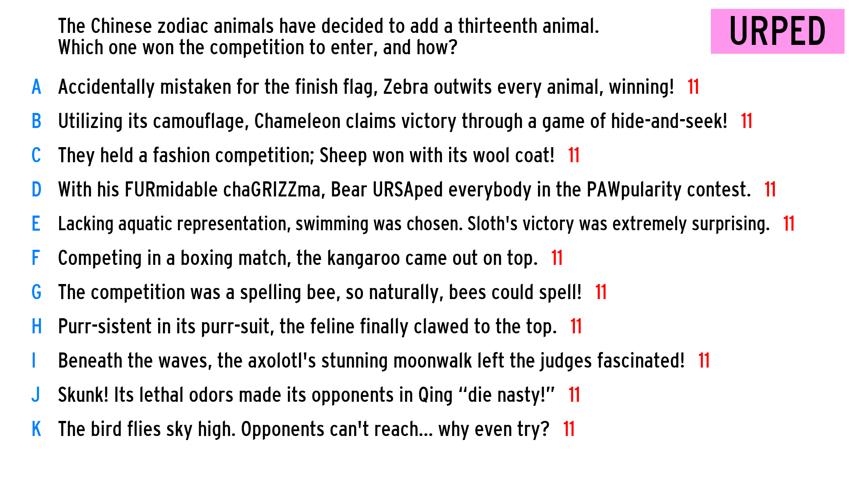 The Chinese zodiac animals have decided to add a thirteenth animal.
Which one won the competition to enter, and how?
URPED
A Accidentally mistaken for the finish flag, Zebra outwits every animal, winning! 11
B Utilizing its camouflage, Chameleon claims victory through a game of hide-and-seek! 11
C They held a fashion competition; Sheep won with its wool coat! 11
D With his FURmidable chaGRIZZma, Bear URSAped everybody in the PAWpularity contest. 11
E Lacking aquatic representation, swimming was chosen. Sloth's victory was extremely surprising. 11
F Competing in a boxing match, the kangaroo came out on top. 11
G The competition was a spelling bee, so naturally, bees could spell! 11
H Purr-sistent in its purr-suit, the feline finally clawed to the top. 11
I Beneath the waves, the axolotl's stunning moonwalk left the judges fascinated! 11
J Skunk! Its lethal odors made its opponents in Qing “die nasty!” 11
K The bird flies sky high. Opponents can't reach... why even try? 11